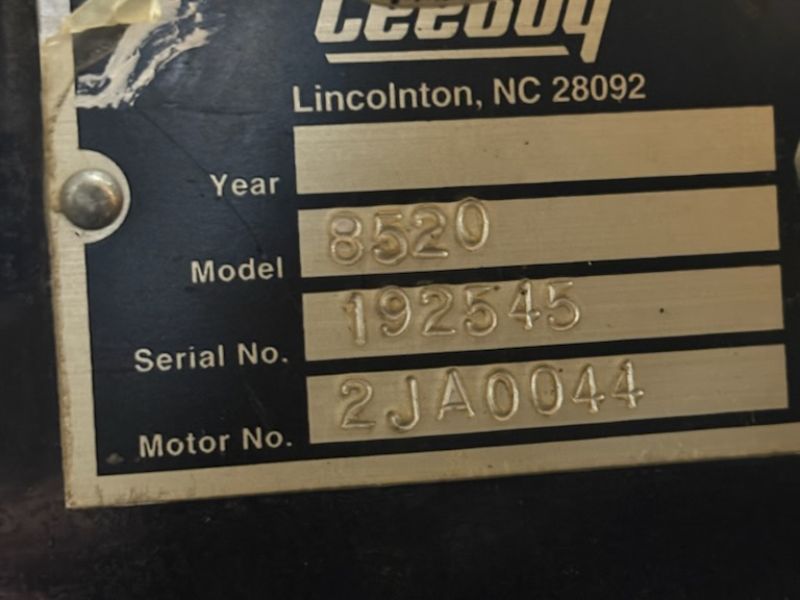 LeeBoy
Lincolnton, NC 28092
Year
Model 8520
Serial No. 192545
Motor No. 2JA0044